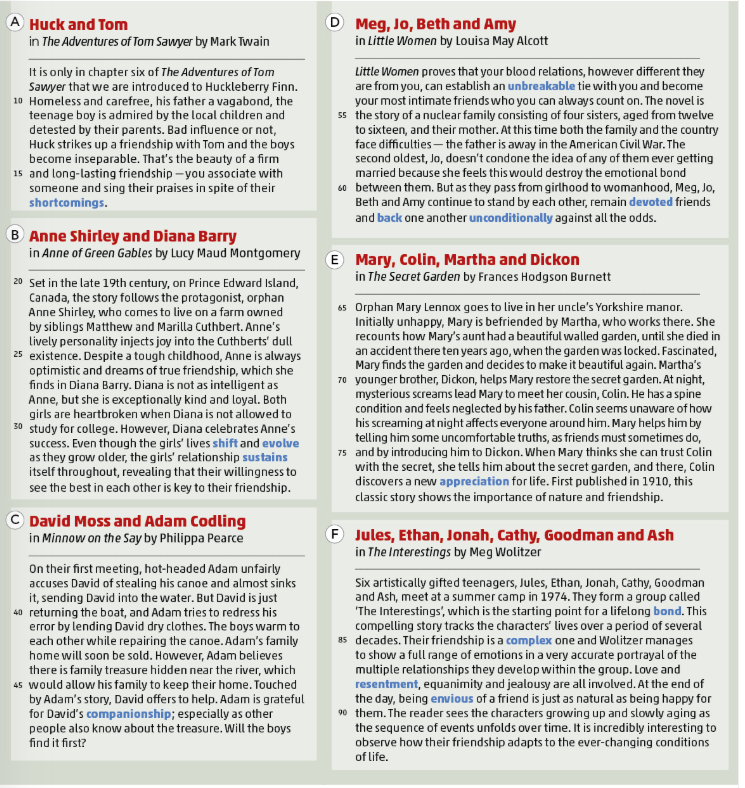 A
Huck and Tom
in The Adventures of Tom Sawyer by Mark Twain
It is only in chapter six of The Adventures of Tom
Sawyer that we are introduced to Huckleberry Finn.
10 Homeless and carefree, his father a vagabond, the
teenage boy is admired by the local children and
detested by their parents. Bad influence or not,
Huck strikes up a friendship with Tom and the boys
become inseparable. That's the beauty of a firm
15 and long-lasting friendship — you associate with
someone and sing their praises in spite of their
shortcomings.
B
Anne Shirley and Diana Barry
in Anne of Green Gables by Lucy Maud Montgomery
20 Set in the late 19th century, on Prince Edward Island,
Canada, the story follows the protagonist, orphan
Anne Shirley, who comes to live on a farm owned
by siblings Matthew and Marilla Cuthbert. Anne's
lively personality injects joy into the Cuthberts' dull
25 existence. Despite a tough childhood, Anne is always
optimistic and dreams of true friendship, which she
finds in Diana Barry. Diana is not as intelligent as
Anne, but she is exceptionally kind and loyal. Both
girls are heartbroken when Diana is not allowed to
30 study for college. However, Diana celebrates Anne's
success. Even though the girls' lives shift and evolve
as they grow older, the girls' relationship sustains
itself throughout, revealing that their willingness to
see the best in each other is key to their friendship.
C
David Moss and Adam Codling
in Minnow on the Say by Philippa Pearce
On their first meeting, hot-headed Adam unfairly
accuses David of stealing his canoe and almost sinks
it, sending David into the water. But David is just
40 returning the boat, and Adam tries to redress his
error by lending David dry clothes. The boys warm to
each other while repairing the canoe. Adam's family
home will soon be sold. However, Adam believes
there is family treasure hidden near the river, which
45 would allow his family to keep their home. Touched
by Adam's story, David offers to help. Adam is grateful
for David's companionship; especially as other
people also know about the treasure. Will the boys
find it first?
D
Meg, Jo, Beth and Amy
in Little Women by Louisa May Alcott
Little Women proves that your blood relations, however different they
are from you, can establish an unbreakable tie with you and become
your most intimate friends who you can always count on. The novel is
55 the story of a nuclear family consisting of four sisters, aged from twelve
to sixteen, and their mother. At this time both the family and the country
face difficulties — the father is away in the American Civil War. The
second oldest, Jo, doesn't condone the idea of any of them ever getting
married because she feels this would destroy the emotional bond
60 between them. But as they pass from girlhood to womanhood, Meg, Jo,
Beth and Amy continue to stand by each other, remain devoted friends
and back one another unconditionally against all the odds.
E
Mary, Colin, Martha and Dickon
in The Secret Garden by Frances Hodgson Burnett
65 Orphan Mary Lennox goes to live in her uncle's Yorkshire manor.
Initially unhappy, Mary is befriended by Martha, who works there. She
recounts how Mary's aunt had a beautiful walled garden, until she died in
an accident there ten years ago, when the garden was locked. Fascinated,
Mary finds the garden and decides to make it beautiful again. Martha's
70 younger brother, Dickon, helps Mary restore the secret garden. At night,
mysterious screams lead Mary to meet her cousin, Colin. He has a spine
condition and feels neglected by his father. Colin seems unaware of how
his screaming at night affects everyone around him. Mary helps him by
telling him some uncomfortable truths, as friends must sometimes do,
75 and by introducing him to Dickon. When Mary thinks she can trust Colin
with the secret, she tells him about the secret garden, and there, Colin
discovers a new appreciation for life. First published in 1910, this
classic story shows the importance of nature and friendship.
F
Jules, Ethan, Jonah, Cathy, Goodman and Ash
in The Interestings by Meg Wolitzer
Six artistically gifted teenagers, Jules, Ethan, Jonah, Cathy, Goodman
and Ash, meet at a summer camp in 1974. They form a group called
'The Interestings', which is the starting point for a lifelong bond. This
compelling story tracks the characters' lives over a period of several
85 decades. Their friendship is a complex one and Wolitzer manages
to show a full range of emotions in a very accurate portrayal of the
multiple relationships they develop within the group. Love and
resentment, equanimity and jealousy are all involved. At the end of
the day, being envious of a friend is just as natural as being happy for
90 them. The reader sees the characters growing up and slowly aging as
the sequence of events unfolds over time. It is incredibly interesting to
observe how their friendship adapts to the ever-changing conditions
of life.